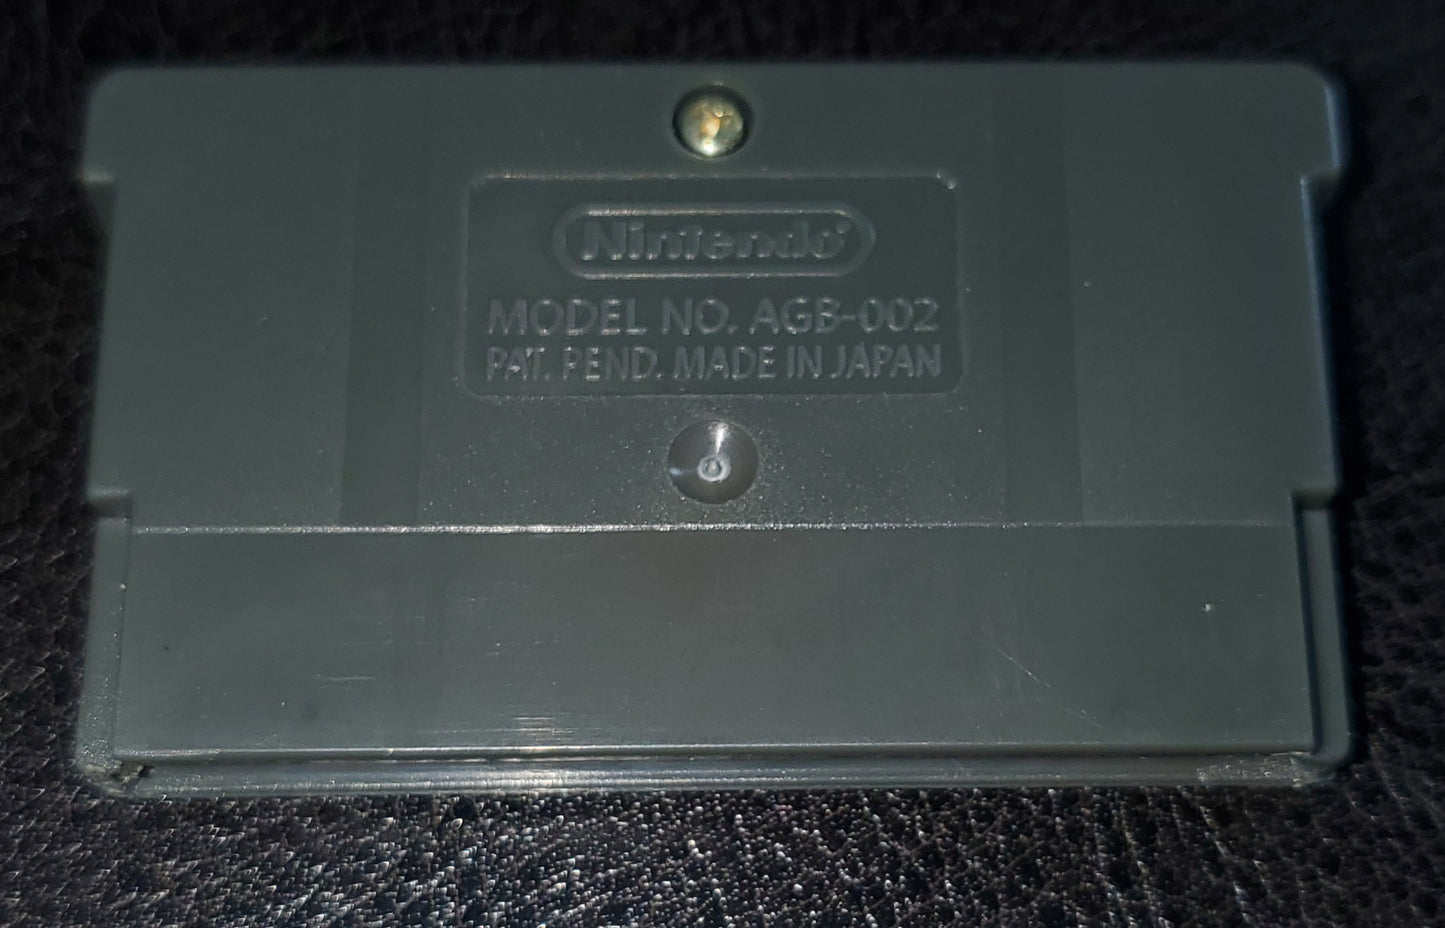 Nintendo
MODEL NO. AGB-002
PAT. PEND. MADE IN JAPAN